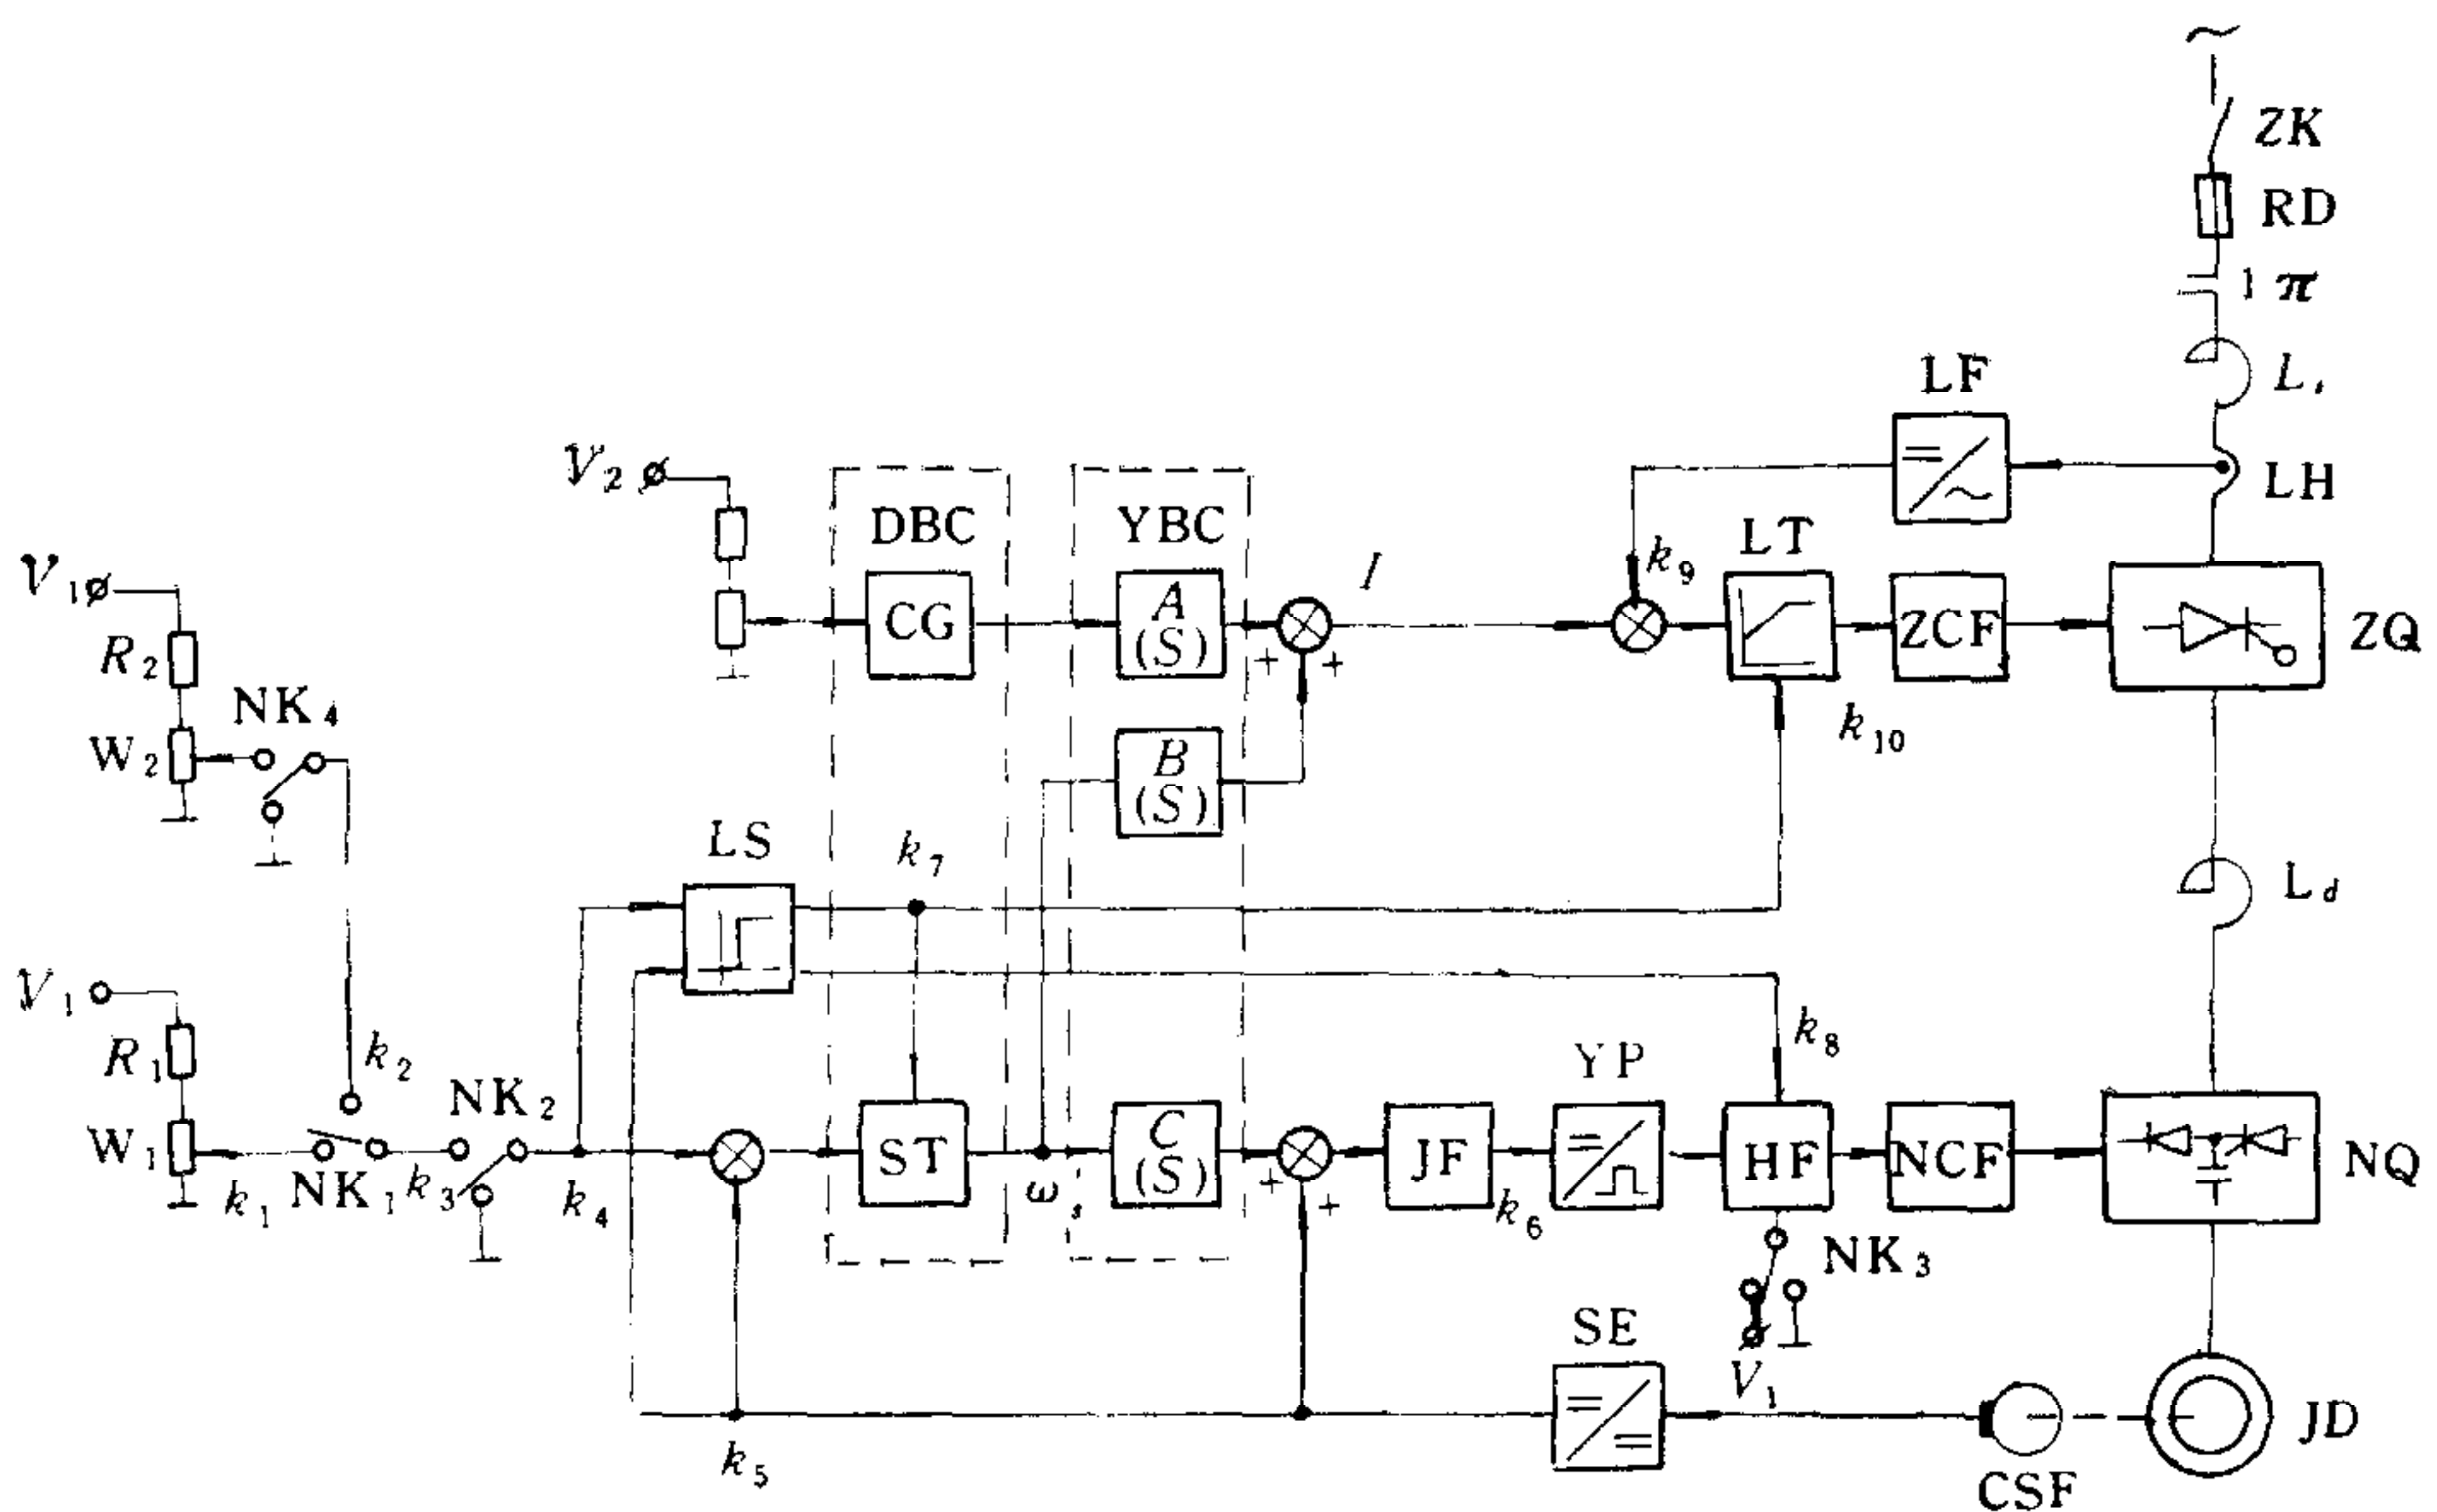 ~
ZK
RD
1π
LF
L
V₂
LH
DBC
YBC
LT
I
k₉
V₁
CG
A
(S)
ZCF
ZQ
R₂
+ +
NK₄
k₁₀
W₂
B
(S)
LS
k₇
L_d
V₁
k₈
R₁
k₂
YP
NK₂
W₁
ST
C
(S)
JF
HF
NCF
NQ
k₁
NK₁
k₃
k₄
ωₛ
+ +
k₆
NK₃
SE
V₁
JD
k₅
CSF